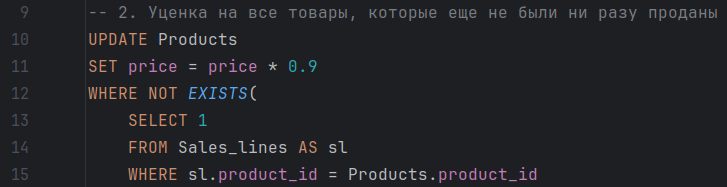 9 -- 2. Уценка на все товары, которые еще не были ни разу проданы
10 UPDATE Products
11 SET price = price * 0.9
12 WHERE NOT EXISTS(
13 SELECT 1
14 FROM Sales_lines AS sl
15 WHERE sl.product_id = Products.product_id